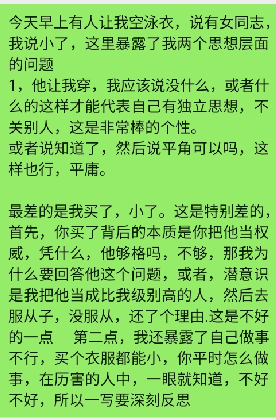 今天早上有人让我空泳衣，说有女同志，
我说小了，这里暴露了我两个思想层面
的问题
1，他让我穿，我应该说没什么，或者什
么的这样才能代表自己有独立思想，不
关别人，这是非常棒的个性。
或者说知道了，然后说平角可以吗，这
样也行，平庸。

最差的是我买了，小了。这是特别差的，
首先，你买了背后的本质是你把他当权
威，凭什么，他够格吗，不够，那我为
什么要回答他这个问题，或者，潜意识
是我把他当成比我级别高的人，然后去
服从子，没服从，还了个理由.这是不好
的一点 第二点，我还暴露了自己做事
不行，买个衣服都能小，你平时怎么做
事，在历害的人中，一眼就知道，不好
不好，所以一写要深刻反思